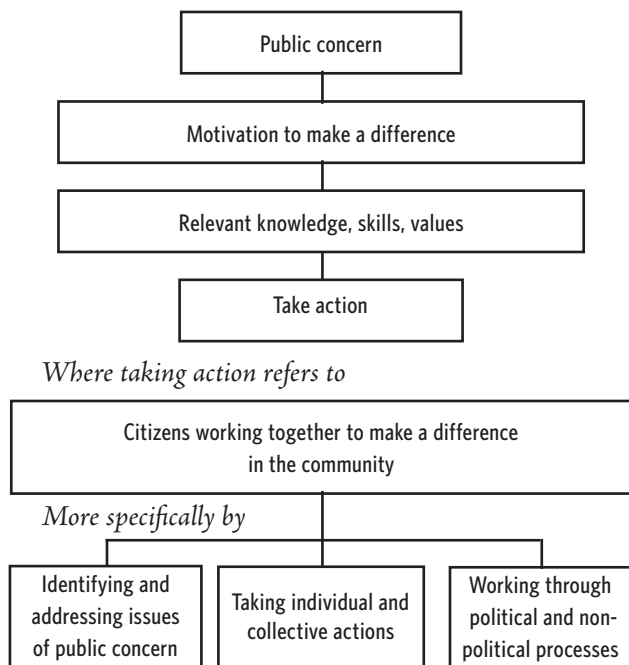 Public concern
Motivation to make a difference
Relevant knowledge, skills, values
Take action
Where taking action refers to
Citizens working together to make a difference
in the community
More specifically by
Identifying and
addressing issues
of public concern
Taking individual and
collective actions
Working through
political and non-
political processes